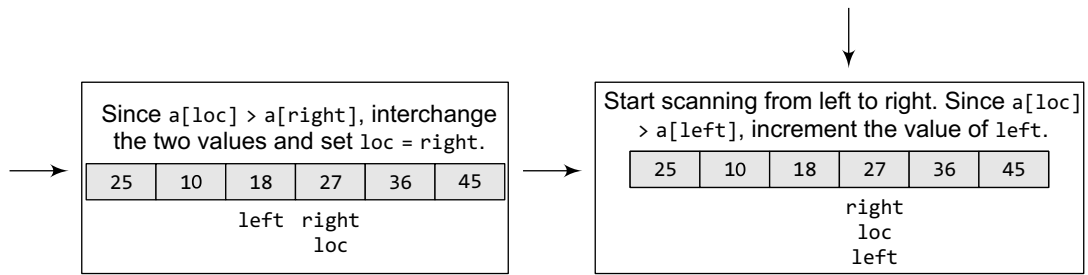 Since a[loc] > a[right], interchange
the two values and set loc = right.
25 10 18 27 36 45
left right
loc
Start scanning from left to right. Since a[loc]
> a[left], increment the value of left.
25 10 18 27 36 45
right
loc
left